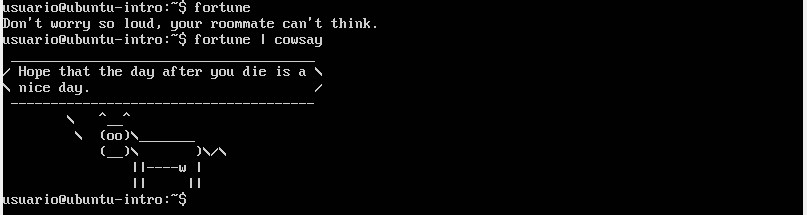 usuario@ubuntu-intro:~$ fortune
Don't worry so loud, your roommate can't think.
usuario@ubuntu-intro:~$ fortune | cowsay
 ______________________________________
/ Hope that the day after you die is a \
\ nice day.                            /
 --------------------------------------
        \   ^__^
         \  (oo)\_______
            (__)\       )\/\
                ||----w |
                ||     ||
usuario@ubuntu-intro:~$